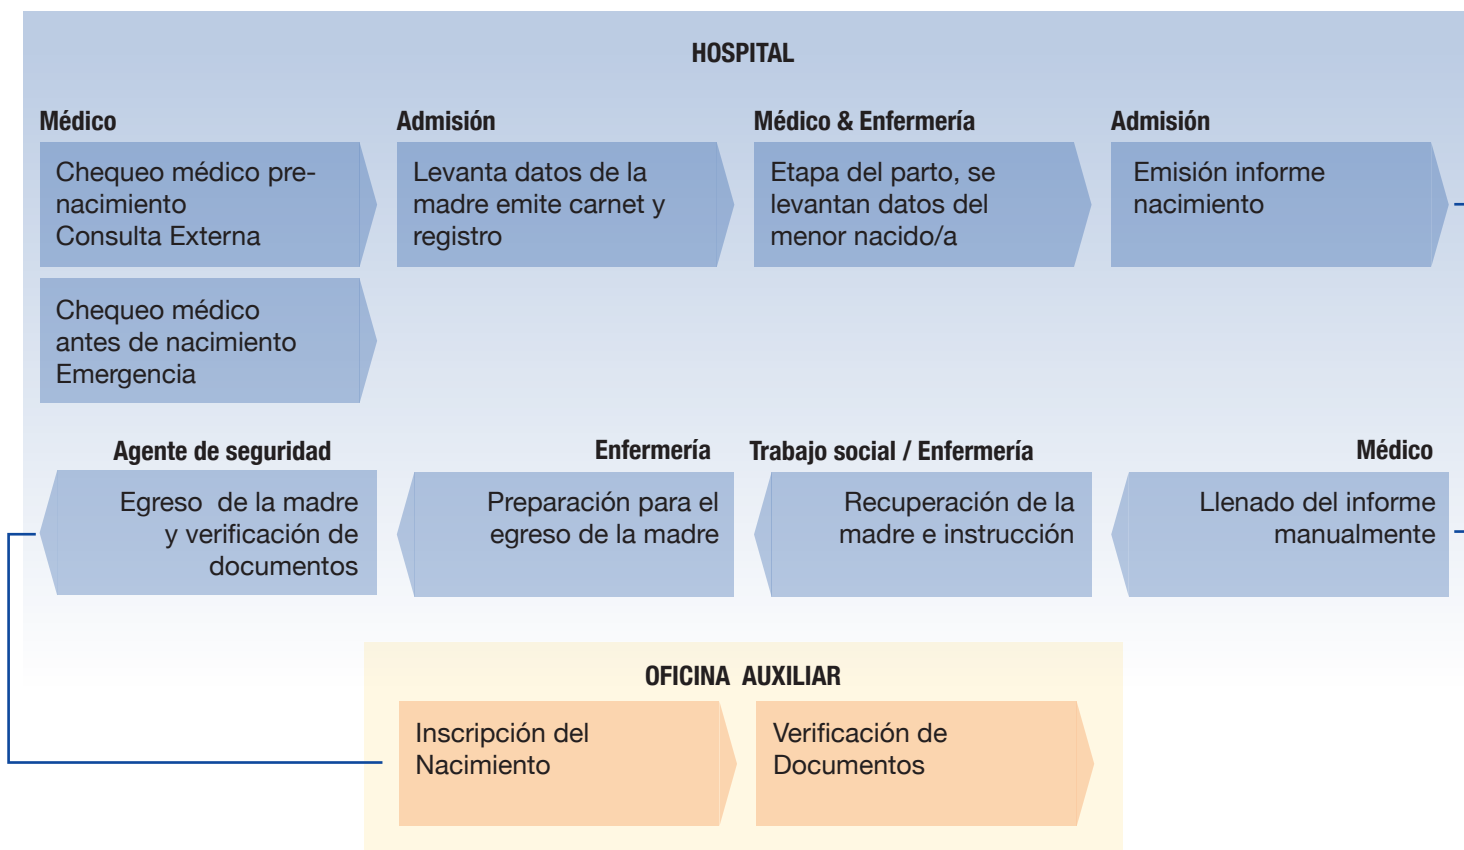 HOSPITAL
Médico
Chequeo médico pre-
nacimiento
Consulta Externa
Admisión
Levanta datos de la
madre emite carnet y
registro
Médico & Enfermería
Etapa del parto, se
levantan datos del
menor nacido/a
Admisión
Emisión informe
nacimiento
Chequeo médico
antes de nacimiento
Emergencia
Médico
Llenado del informe
manualmente
Trabajo social / Enfermería
Recuperación de la
madre e instrucción
Enfermería
Preparación para el
egreso de la madre
Agente de seguridad
Egreso de la madre
y verificación de
documentos
OFICINA AUXILIAR
Inscripción del
Nacimiento
Verificación de
Documentos